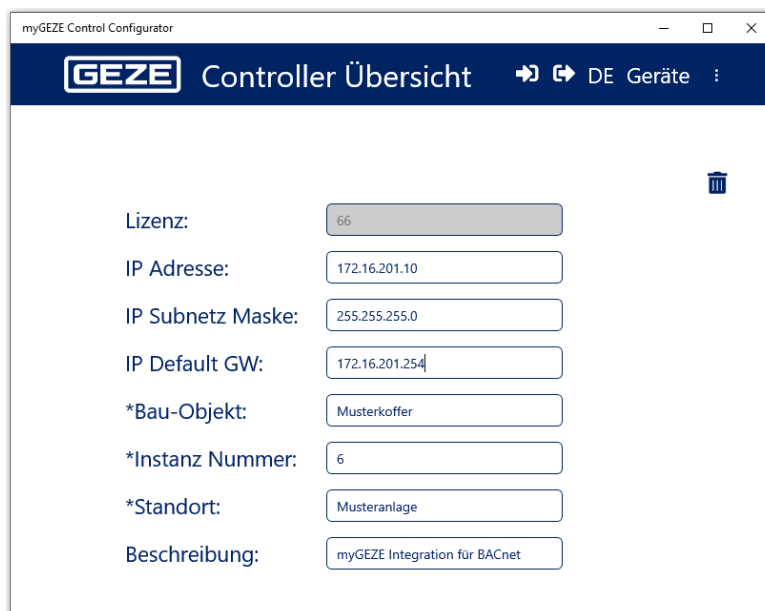 myGEZE Control Configurator
GEZE Controller Übersicht DE Geräte
Lizenz: 66
IP Adresse: 172.16.201.10
IP Subnetz Maske: 255.255.255.0
IP Default GW: 172.16.201.254
*Bau-Objekt: Musterkoffer
*Instanz Nummer: 6
*Standort: Musteranlage
Beschreibung: myGEZE Integration für BACnet